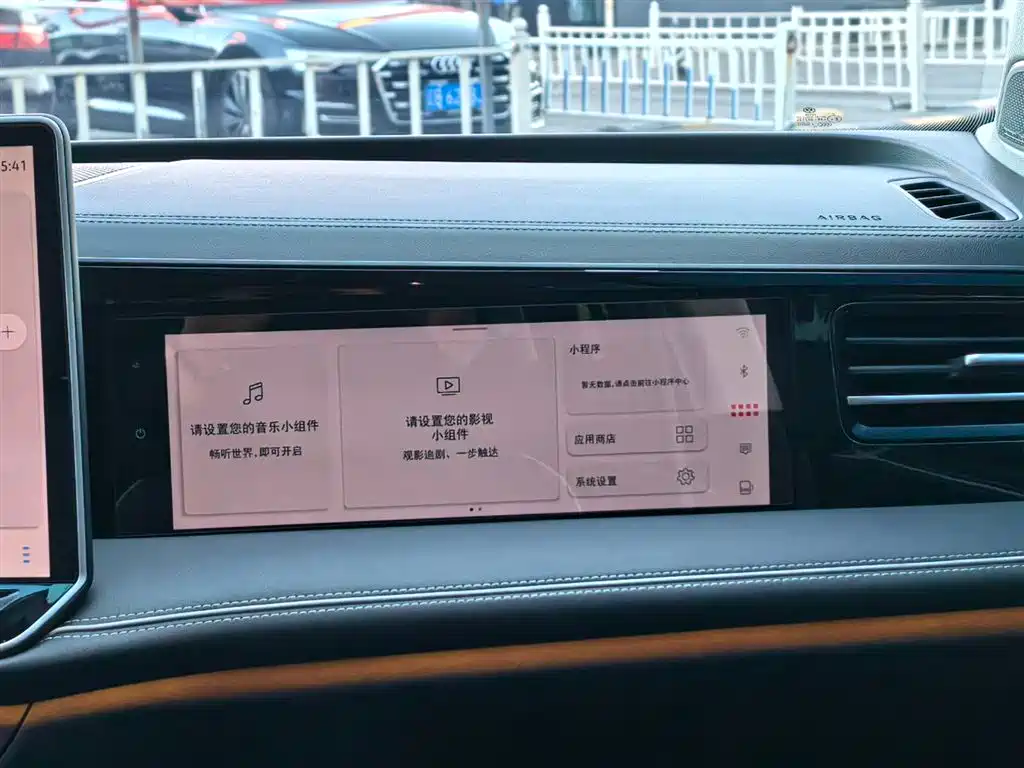 5:41
AIRBAG
请设置您的音乐小组件
畅听世界,即可开启
请设置您的影视
小组件
观影追剧、一步触达
小程序
暂无数据,请点击前往小程序中心
应用商店
系统设置